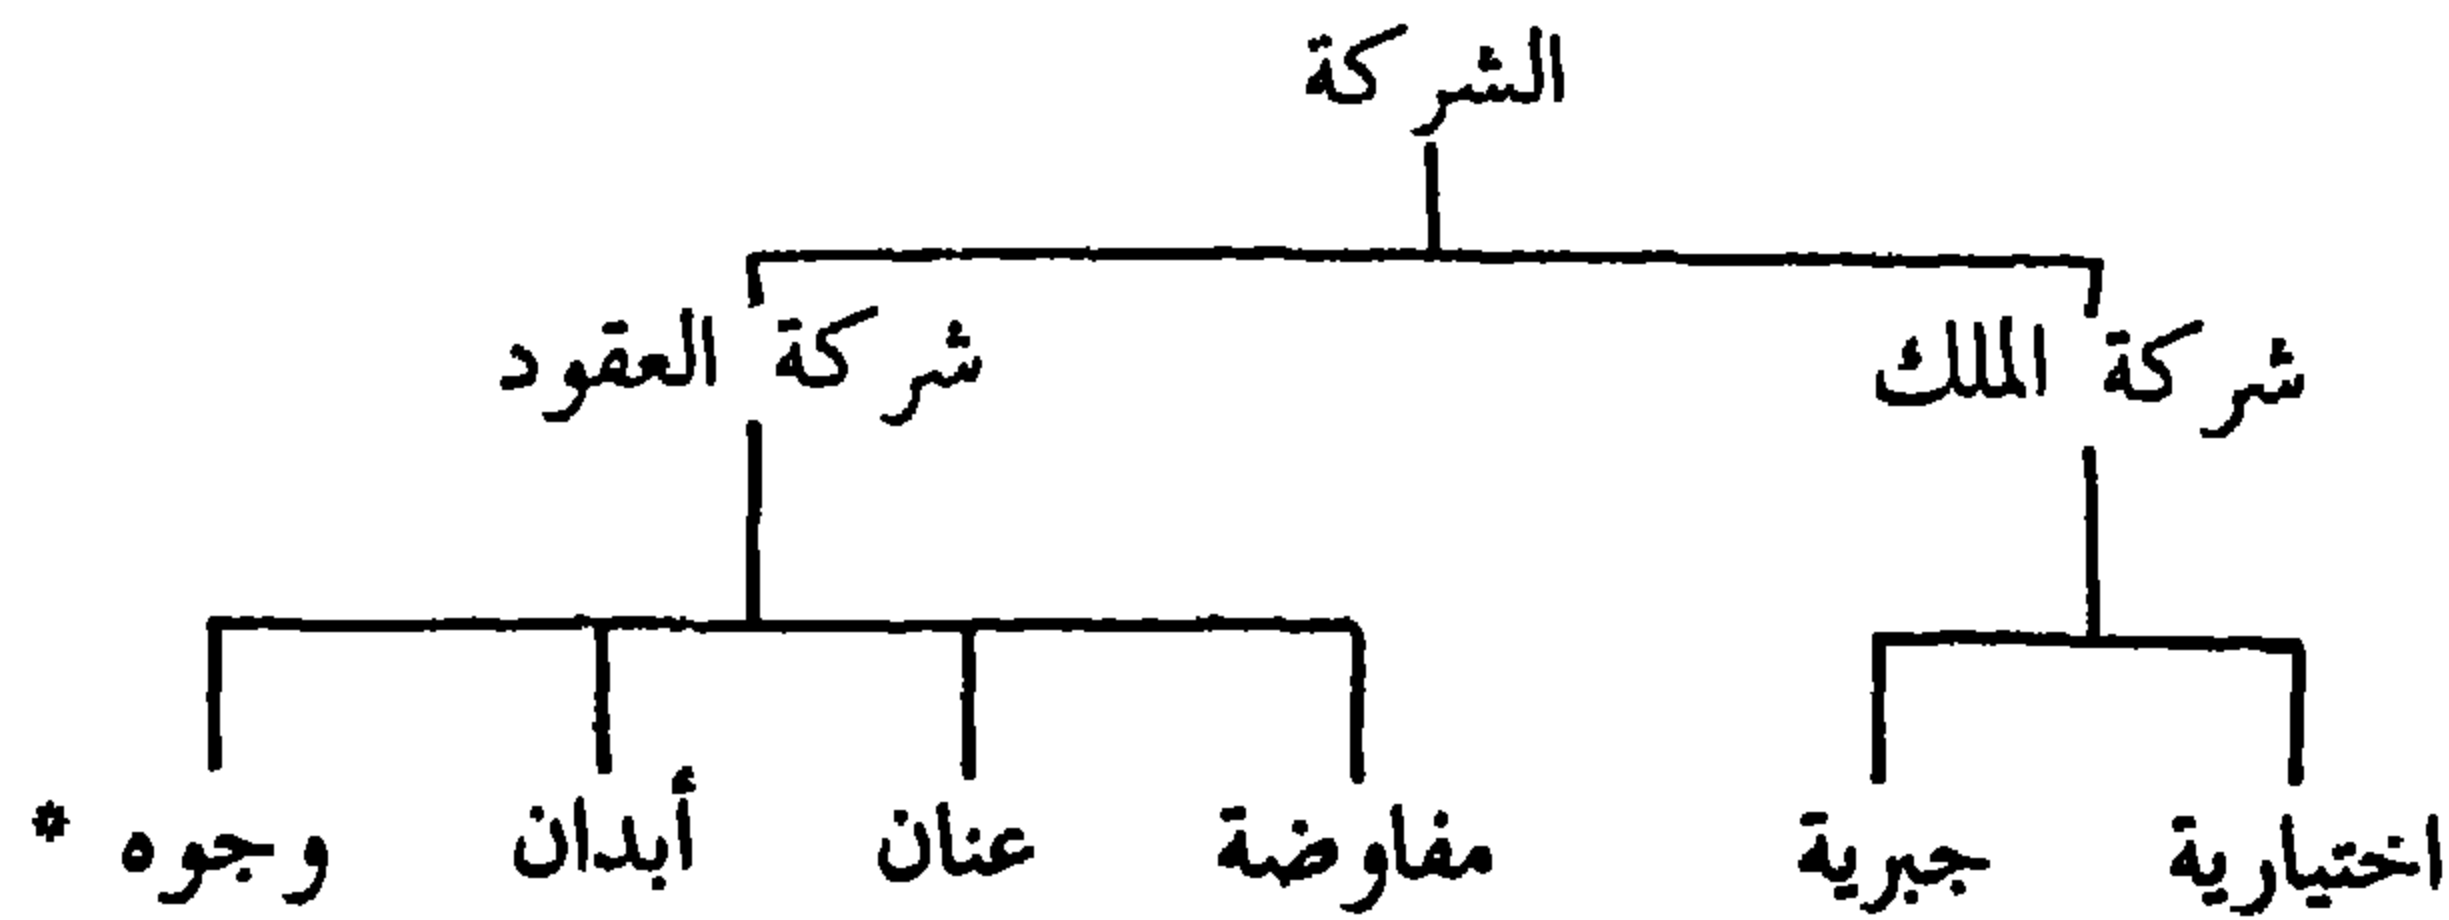 الشركة
شركة الملك شركة العقود
اختيارية جبرية مفاوضة عنان أبدان وجوه *